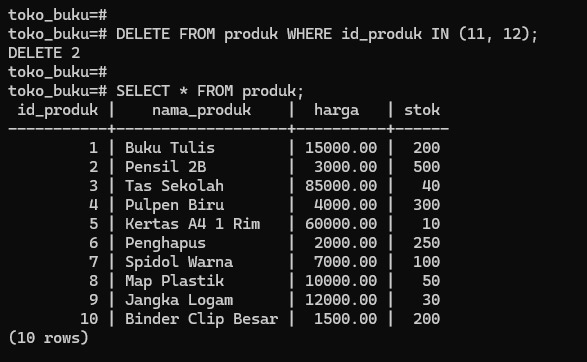 toko_buku=#
toko_buku=# DELETE FROM produk WHERE id_produk IN (11, 12);
DELETE 2
toko_buku=#
toko_buku=# SELECT * FROM produk;
 id_produk |    nama_produk    |  harga   | stok
-----------+-------------------+----------+------
         1 | Buku Tulis        | 15000.00 |  200
         2 | Pensil 2B         |  3000.00 |  500
         3 | Tas Sekolah       | 85000.00 |   40
         4 | Pulpen Biru       |  4000.00 |  300
         5 | Kertas A4 1 Rim   | 60000.00 |   10
         6 | Penghapus         |  2000.00 |  250
         7 | Spidol Warna      |  7000.00 |  100
         8 | Map Plastik       | 10000.00 |   50
         9 | Jangka Logam      | 12000.00 |   30
        10 | Binder Clip Besar |  1500.00 |  200
(10 rows)